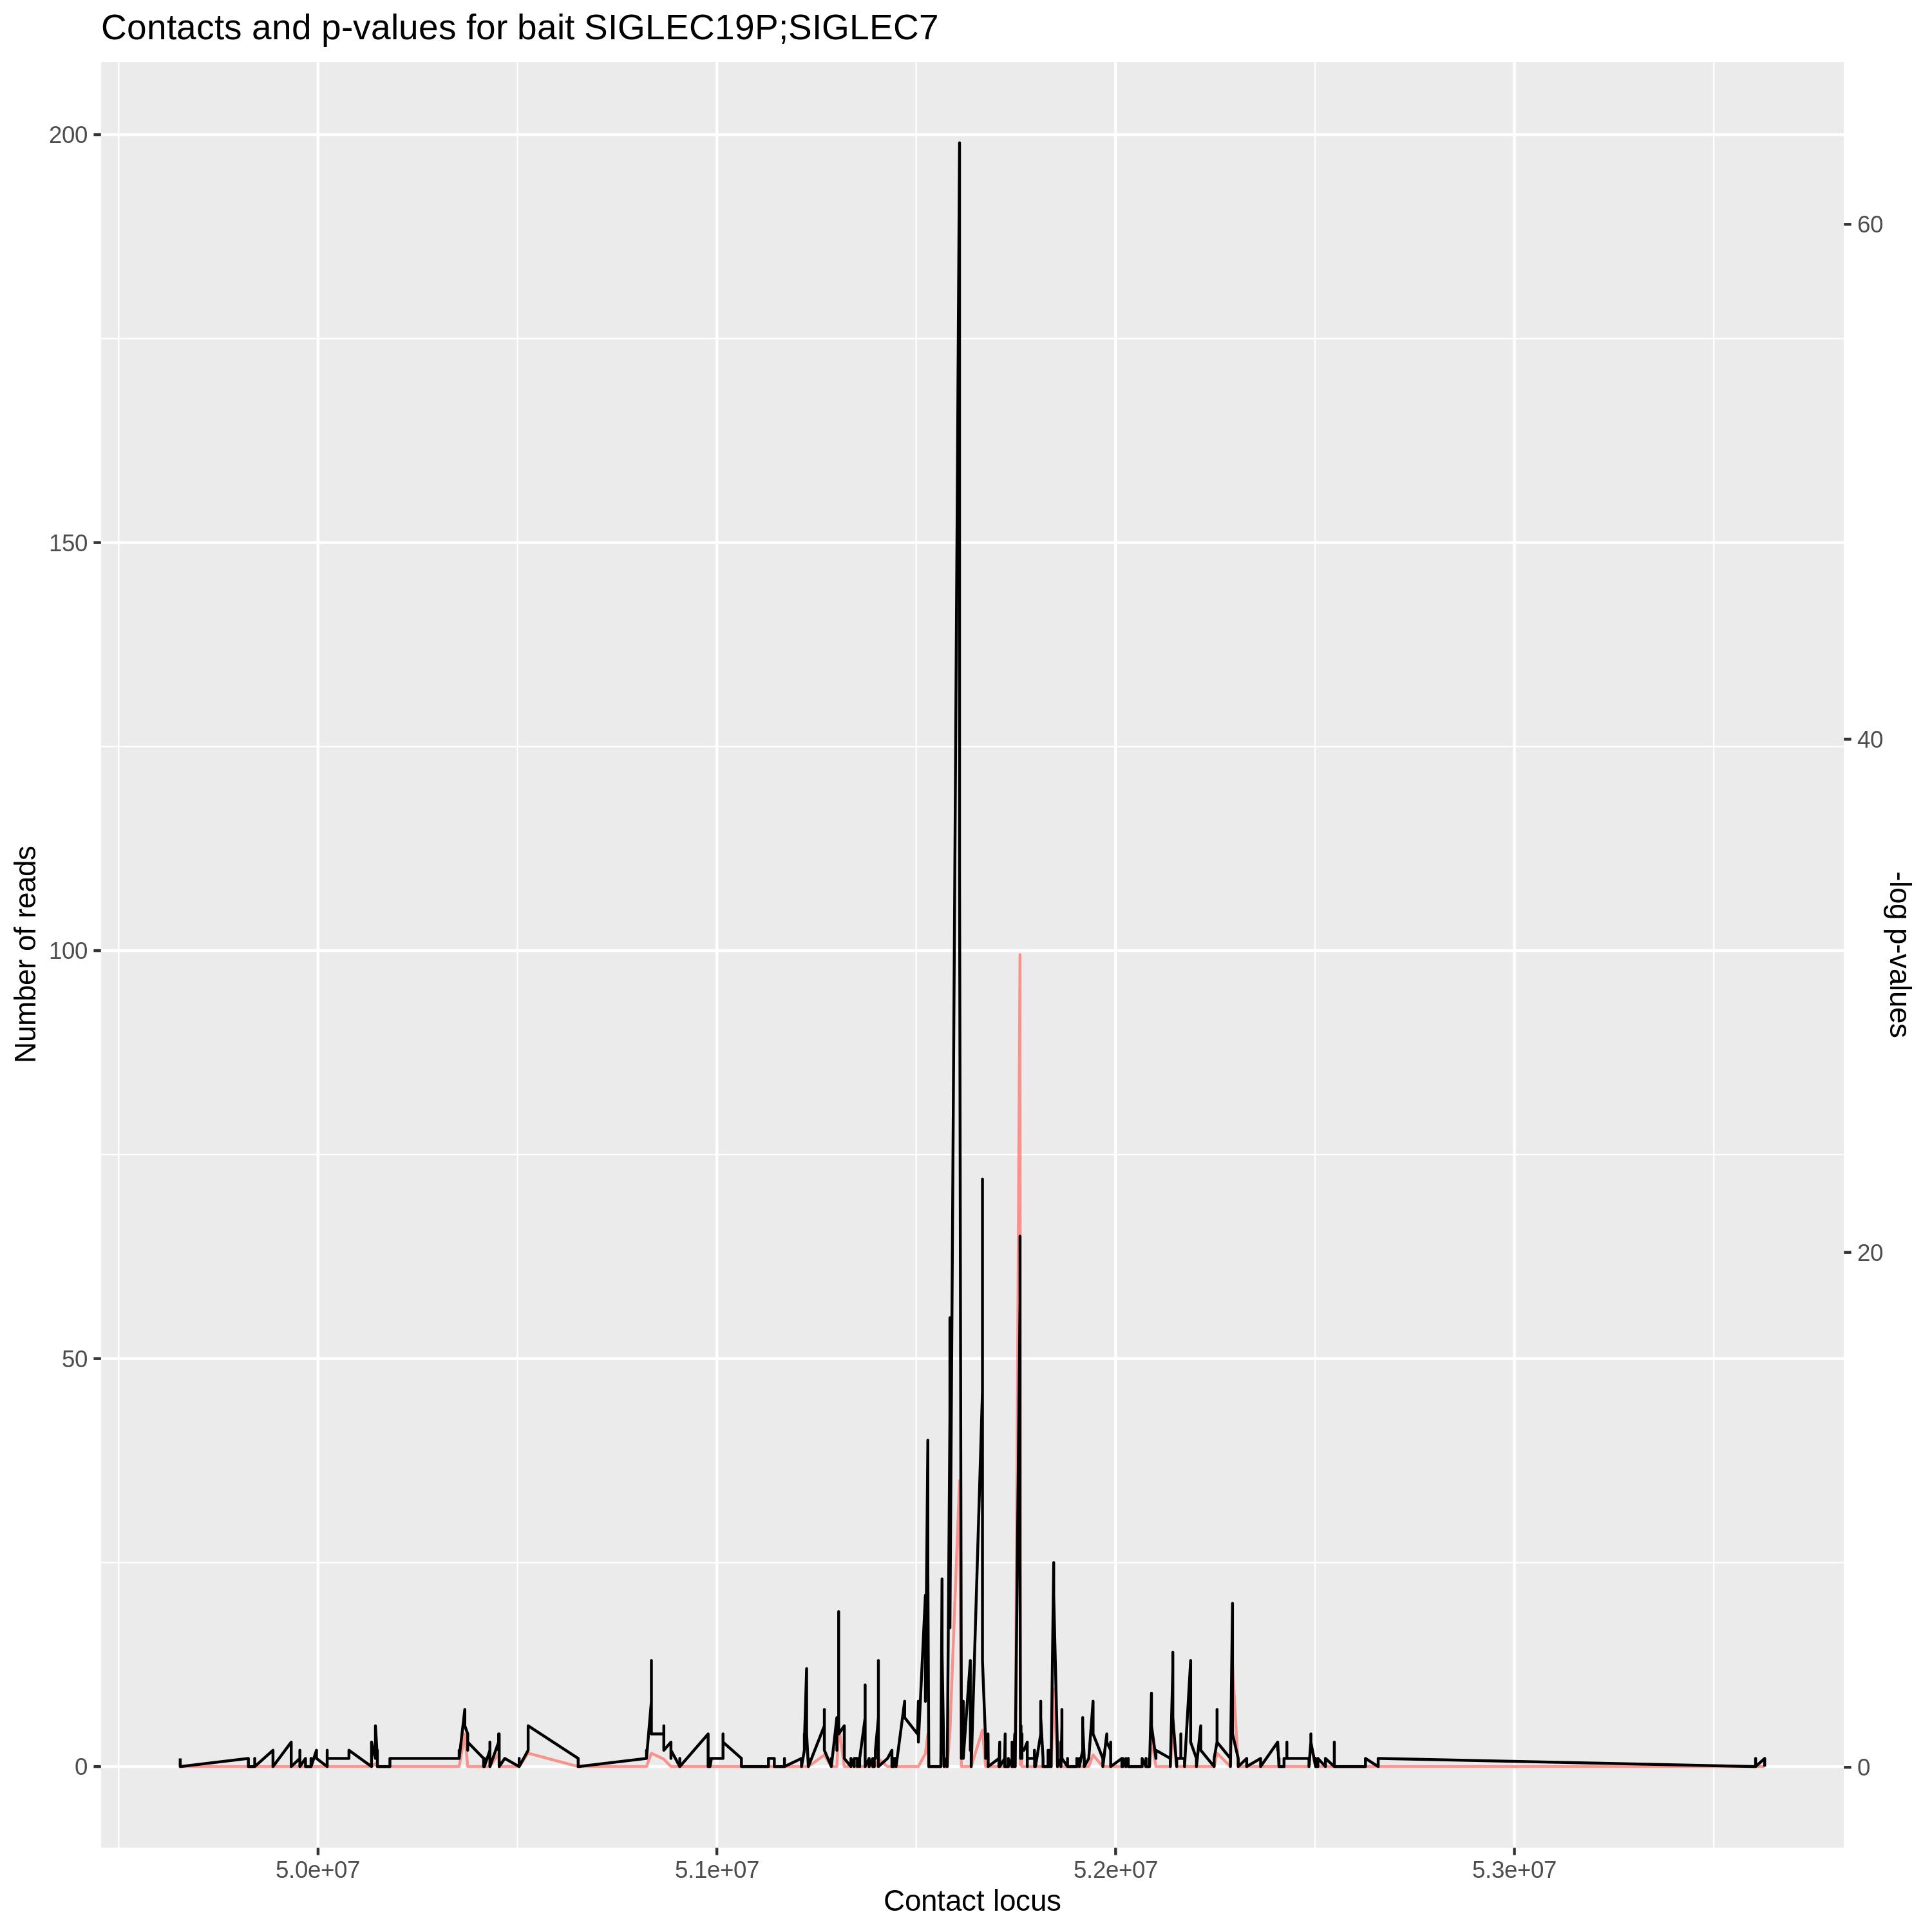 Contacts and p-values for bait SIGLEC19P;SIGLEC7
200
150
100
50
0
Number of reads
60
40
20
0
-log p-values
5.0e+07
5.1e+07
5.2e+07
5.3e+07
Contact locus